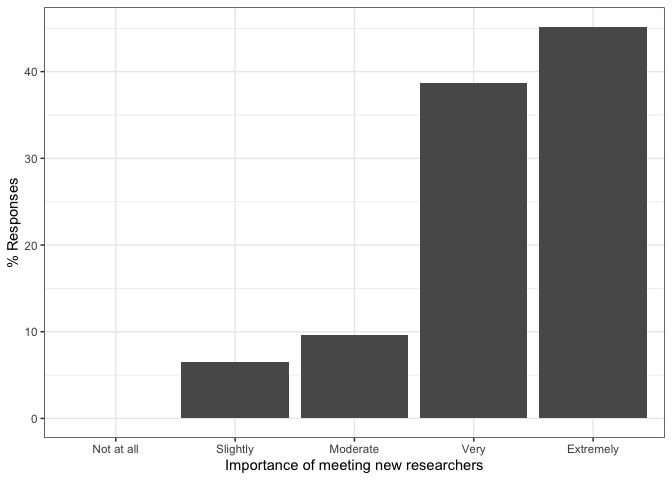 % Responses
40
30
20
10
0
Not at all Slightly Moderate Very Extremely
Importance of meeting new researchers